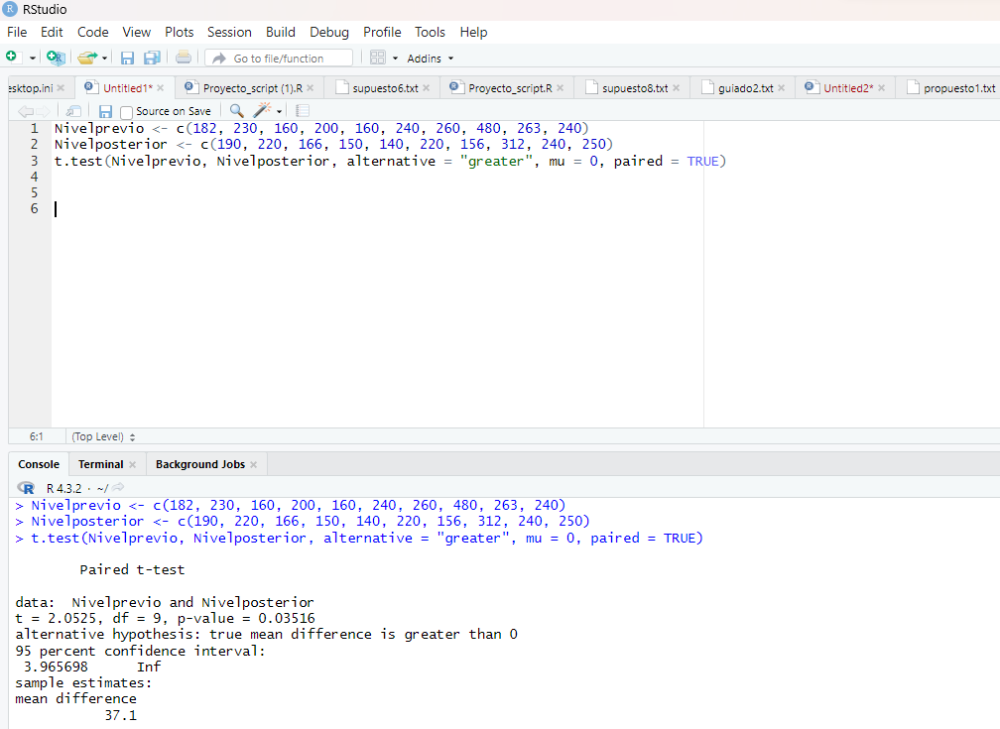 RStudio
File Edit Code View Plots Session Build Debug Profile Tools Help
Go to file/function Addins
esktop.ini Untitled1* Proyecto_script (1).R supuesto6.txt Proyecto_script.R supuesto8.txt guiado2.txt Untitled2* propuesto1.txt
Source on Save
1 Nivelprevio <- c(182, 230, 160, 200, 160, 240, 260, 480, 263, 240)
2 Nivelposterior <- c(190, 220, 166, 150, 140, 220, 156, 312, 240, 250)
3 t.test(Nivelprevio, Nivelposterior, alternative = "greater", mu = 0, paired = TRUE)
4
5
6
6:1 (Top Level)
Console Terminal Background Jobs
R R 4.3.2 · ~/
> Nivelprevio <- c(182, 230, 160, 200, 160, 240, 260, 480, 263, 240)
> Nivelposterior <- c(190, 220, 166, 150, 140, 220, 156, 312, 240, 250)
> t.test(Nivelprevio, Nivelposterior, alternative = "greater", mu = 0, paired = TRUE)
Paired t-test
data: Nivelprevio and Nivelposterior
t = 2.0525, df = 9, p-value = 0.03516
alternative hypothesis: true mean difference is greater than 0
95 percent confidence interval:
3.965698 Inf
sample estimates:
mean difference
37.1